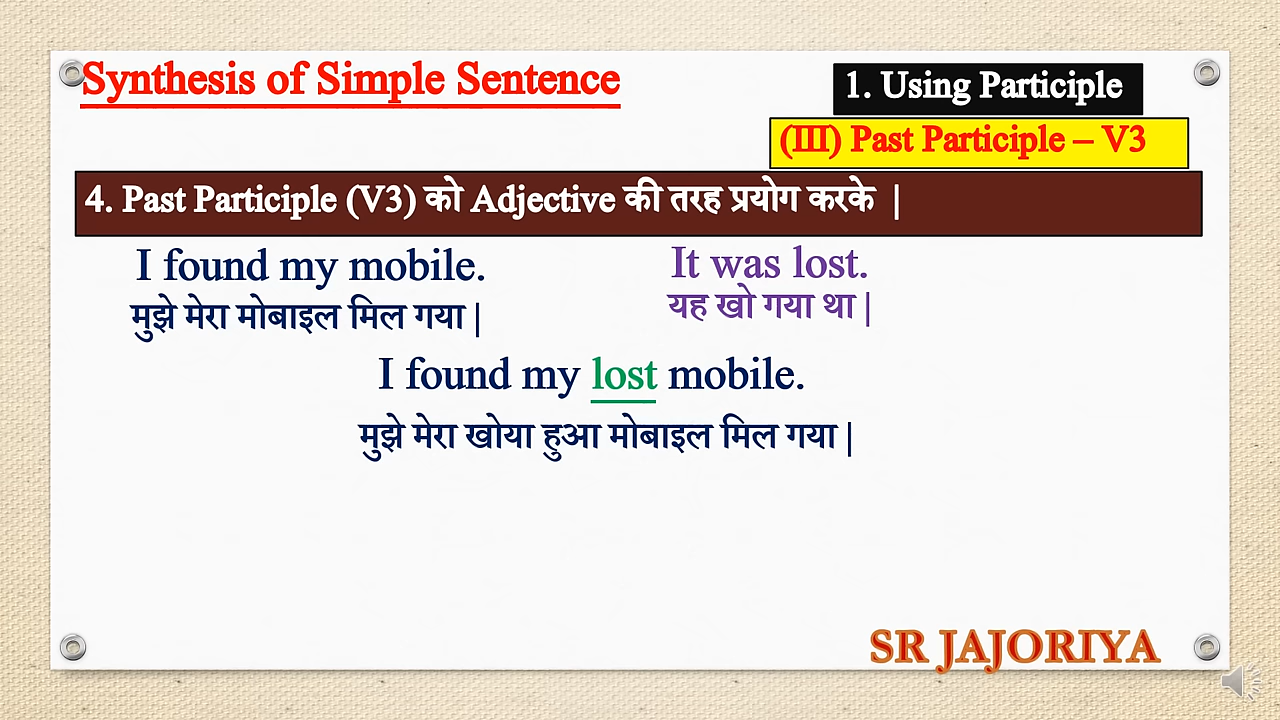 Synthesis of Simple Sentence
1. Using Participle
(III) Past Participle – V3
4. Past Participle (V3) को Adjective की तरह प्रयोग करके |
I found my mobile.
It was lost.
मुझे मेरा मोबाइल मिल गया |
यह खो गया था |
I found my lost mobile.
मुझे मेरा खोया हुआ मोबाइल मिल गया |
SR JAJORIYA